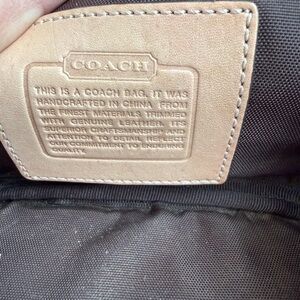 COACH
THIS IS A COACH BAG. IT WAS
HANDCRAFTED IN CHINA FROM
THE FINEST MATERIALS TRIMMED
WITH GENUINE LEATHER. ITS
SUPERIOR CRAFTSMANSHIP AND
ATTENTION TO DETAIL REFLECT
OUR COMMITMENT TO ENDURING
QUALITY.